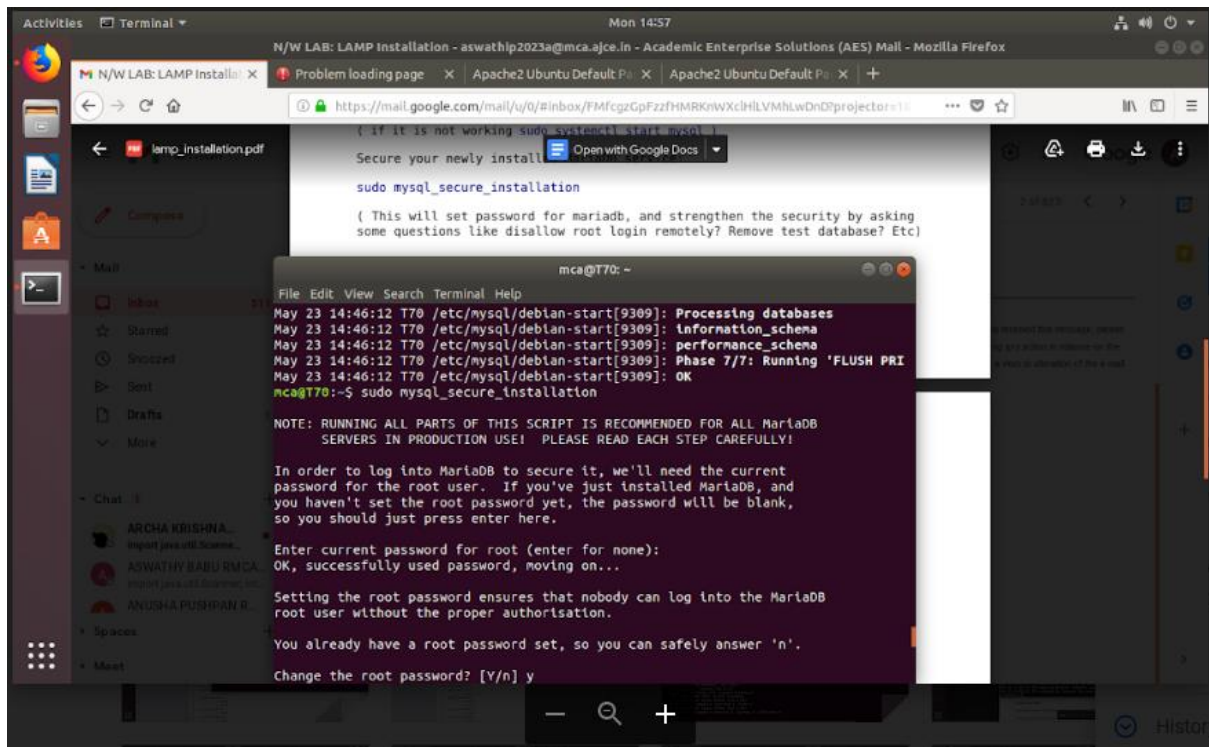 Activities Terminal Mon 14:57
N/W LAB: LAMP Installation - aswathip2023a@mca.ajce.in - Academic Enterprise Solutions (AES) Mail - Mozilla Firefox
N/W LAB: LAMP Installat Problem loading page Apache2 Ubuntu Default Pa Apache2 Ubuntu Default Pa
lamp_installation.pdf
( if it is not working sudo systemctl start mysql )
Open with Google Docs
Secure your newly
sudo mysql_secure_installation
( This will set password for mariadb, and strengthen the security by asking
some questions like disallow root login remotely? Remove test database? Etc)
Compose
Mail
Inbox
Starred
Snoozed
Sent
Drafts
More
Chat
ARCHA KRISHNA...
import java.util.Scanne...
ASWATHY BABU RMCA...
ANUSHA PUSHPAN R...
Spaces
Meet
mca@T70: ~
File Edit View Search Terminal Help
May 23 14:46:12 T70 /etc/mysql/debian-start[9309]: Processing databases
May 23 14:46:12 T70 /etc/mysql/debian-start[9309]: information_schema
May 23 14:46:12 T70 /etc/mysql/debian-start[9309]: performance_schema
May 23 14:46:12 T70 /etc/mysql/debian-start[9309]: Phase 7/7: Running 'FLUSH PRI
May 23 14:46:12 T70 /etc/mysql/debian-start[9309]: OK
mca@T70:~$ sudo mysql_secure_installation
NOTE: RUNNING ALL PARTS OF THIS SCRIPT IS RECOMMENDED FOR ALL MariaDB
SERVERS IN PRODUCTION USE! PLEASE READ EACH STEP CAREFULLY!
In order to log into MariaDB to secure it, we'll need the current
password for the root user. If you've just installed MariaDB, and
you haven't set the root password yet, the password will be blank,
so you should just press enter here.
Enter current password for root (enter for none):
OK, successfully used password, moving on...
Setting the root password ensures that nobody can log into the MariaDB
root user without the proper authorisation.
You already have a root password set, so you can safely answer 'n'.
Change the root password? [Y/n] y
Histor